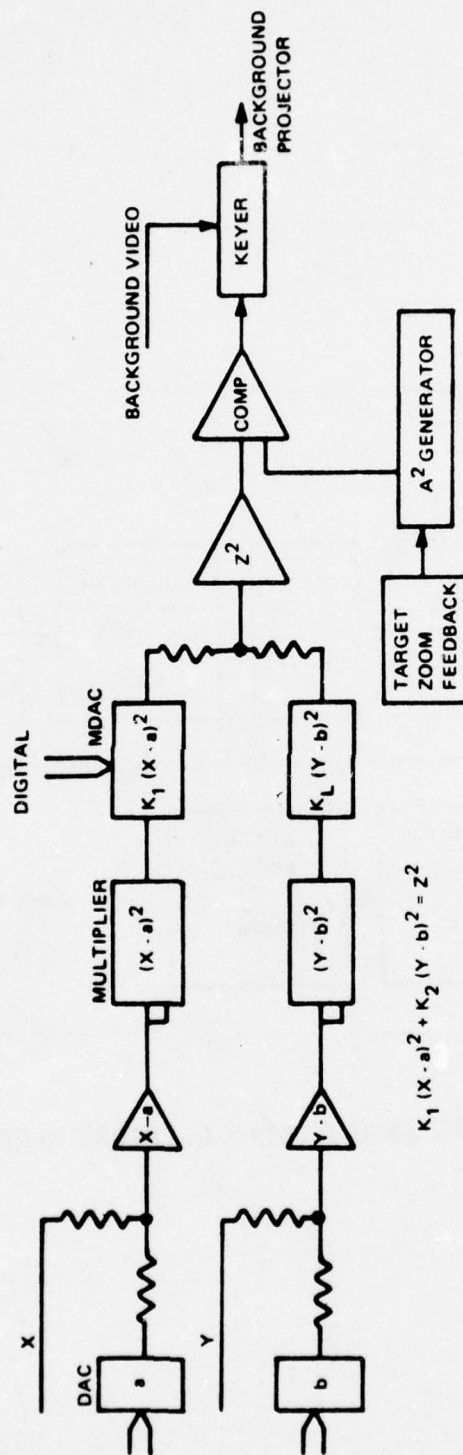 X
DAC
a
X-a
MULTIPLIER
(X · a)²
DIGITAL
MDAC
K₁ (X · a)²
Y
b
Y · b
(Y · b)²
K_L (Y · b)²
Z²
COMP
BACKGROUND VIDEO
KEYER
BACKGROUND
PROJECTOR
TARGET
ZOOM
FEEDBACK
A² GENERATOR
K₁ (X · a)² + K₂ (Y · b)² = Z²